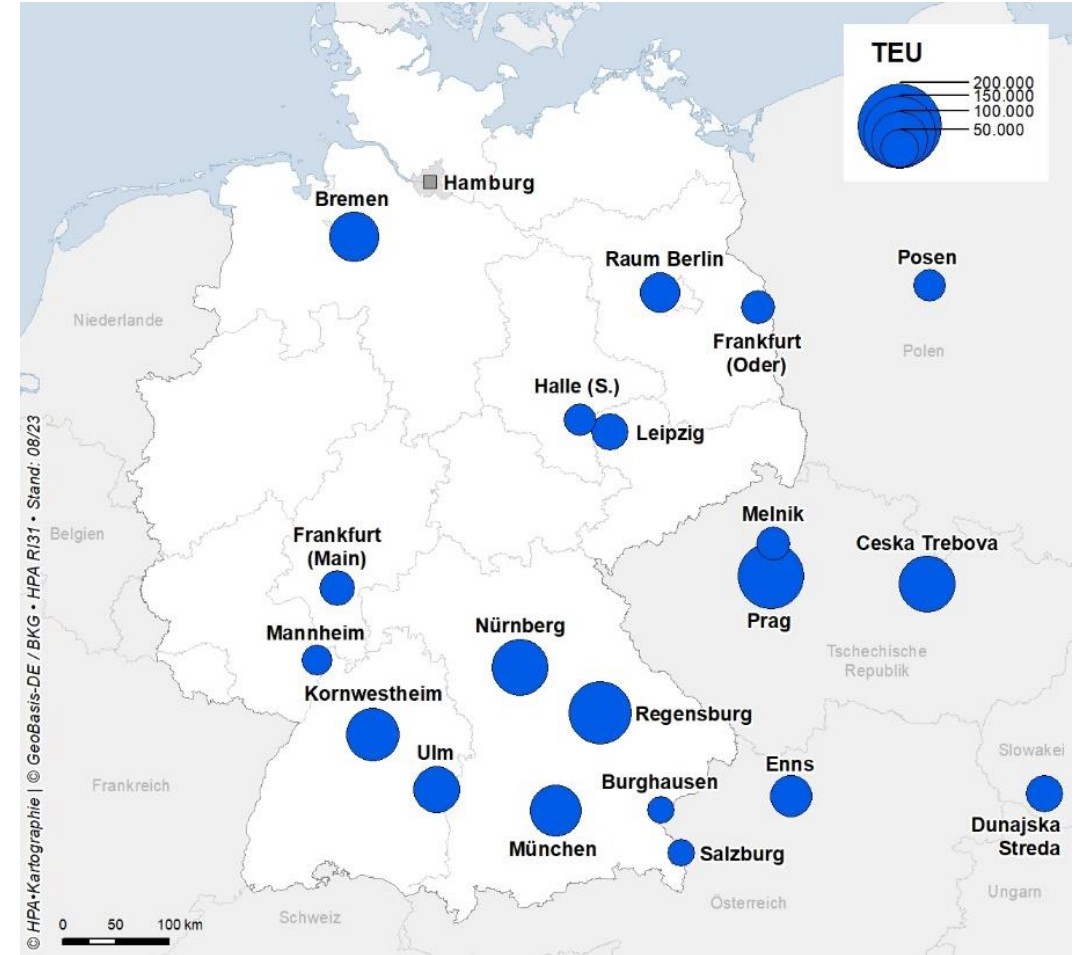 TEU
200.000
150.000
100.000
50.000
Hamburg
Bremen
Raum Berlin
Posen
Niederlande
Frankfurt
(Oder)
Polen
Halle (S.)
Leipzig
Melnik
Belgien
Frankfurt
(Main)
Ceska Trebova
Prag
Nürnberg
Mannheim
Tschechische
Republik
Kornwestheim
Regensburg
Ulm
Slowakei
Enns
Burghausen
Frankreich
Dunajska
Streda
München
Salzburg
Ungarn
Österreich
Schweiz
0 50 100 km
© HPA•Kartographie | © GeoBasis-DE / BKG • HPA RI31 • Stand: 08/23